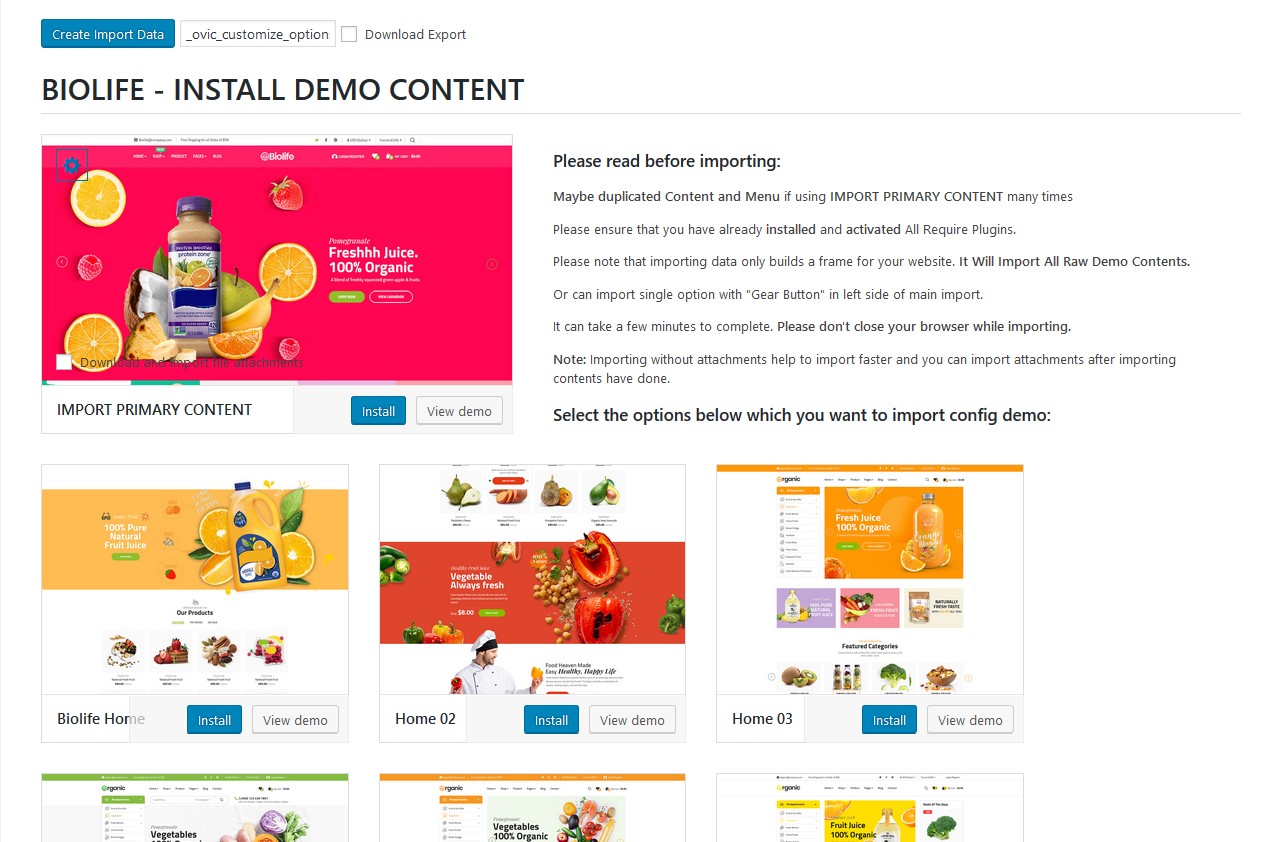 Create Import Data
_ovic_customize_option
Download Export
BIOLIFE - INSTALL DEMO CONTENT
HOME
SHOP
PRODUCT
PAGES
BLOG
Biolife
Pomegranate
Freshhh Juice.
100% Organic
A blend of freshly squeezed green apple & fruits
SHOP NOW
VIEW LOOKBOOK
Download and import file attachments
IMPORT PRIMARY CONTENT
Install
View demo
Please read before importing:
Maybe duplicated Content and Menu if using IMPORT PRIMARY CONTENT many times
Please ensure that you have already installed and activated All Require Plugins.
Please note that importing data only builds a frame for your website. It Will Import All Raw Demo Contents.
Or can import single option with "Gear Button" in left side of main import.
It can take a few minutes to complete. Please don't close your browser while importing.
Note: Importing without attachments help to import faster and you can import attachments after importing
contents have done.
Select the options below which you want to import config demo:
100% Pure
Natural
Fruit Juice
Our Products
Biolife Home
Install
View demo
Healthy Fruit Juice
Vegetable
Always fresh
$8.00
100%
Food Heaven Made
Easy Healthy, Happy Life
Home 02
Install
View demo
Organic
Pomegranate
Fresh Juice
100% Organic
100% PURE
NATURAL
FRUIT JUICE
FRESH FRUIT
NATURALLY
FRESH TASTE
Featured Categories
Home 03
Install
View demo
Organic
Pomegranate
Vegetables
100% Organic
Organic
Pomegranate
Vegetables
100% Organic
Organic
Fruit Juice
100% Organic